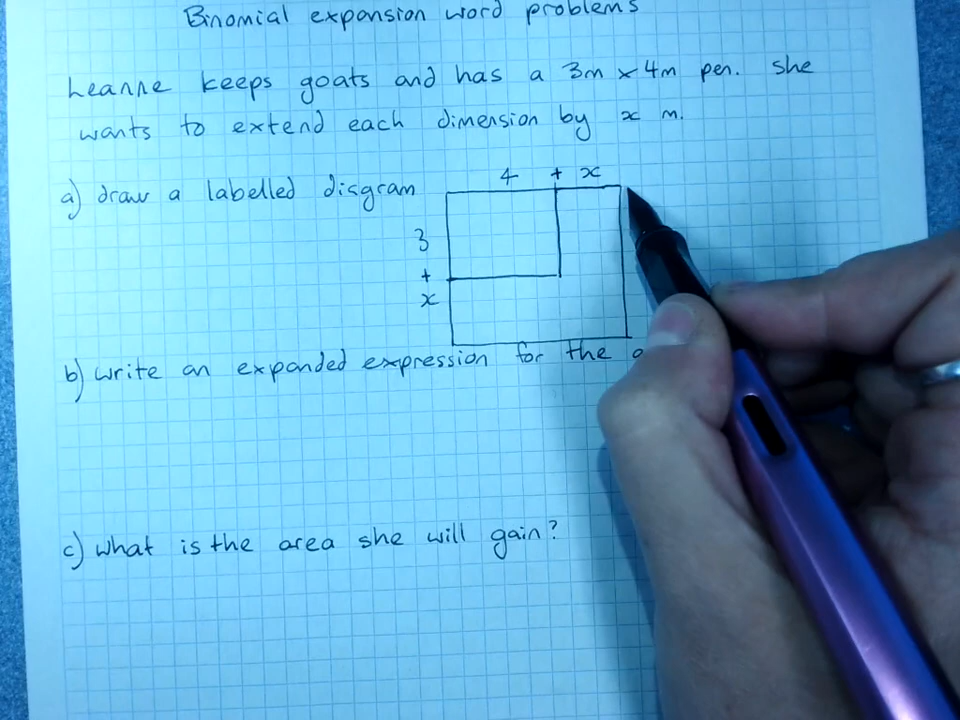 Binomial expansion word problems
Leanne keeps goats and has a 3m x 4m pen. She
wants to extend each dimension by x m.
a) draw a labelled disgram
4 + x
3
+
x
b) write an expanded expression for the
c) what is the area she will gain?